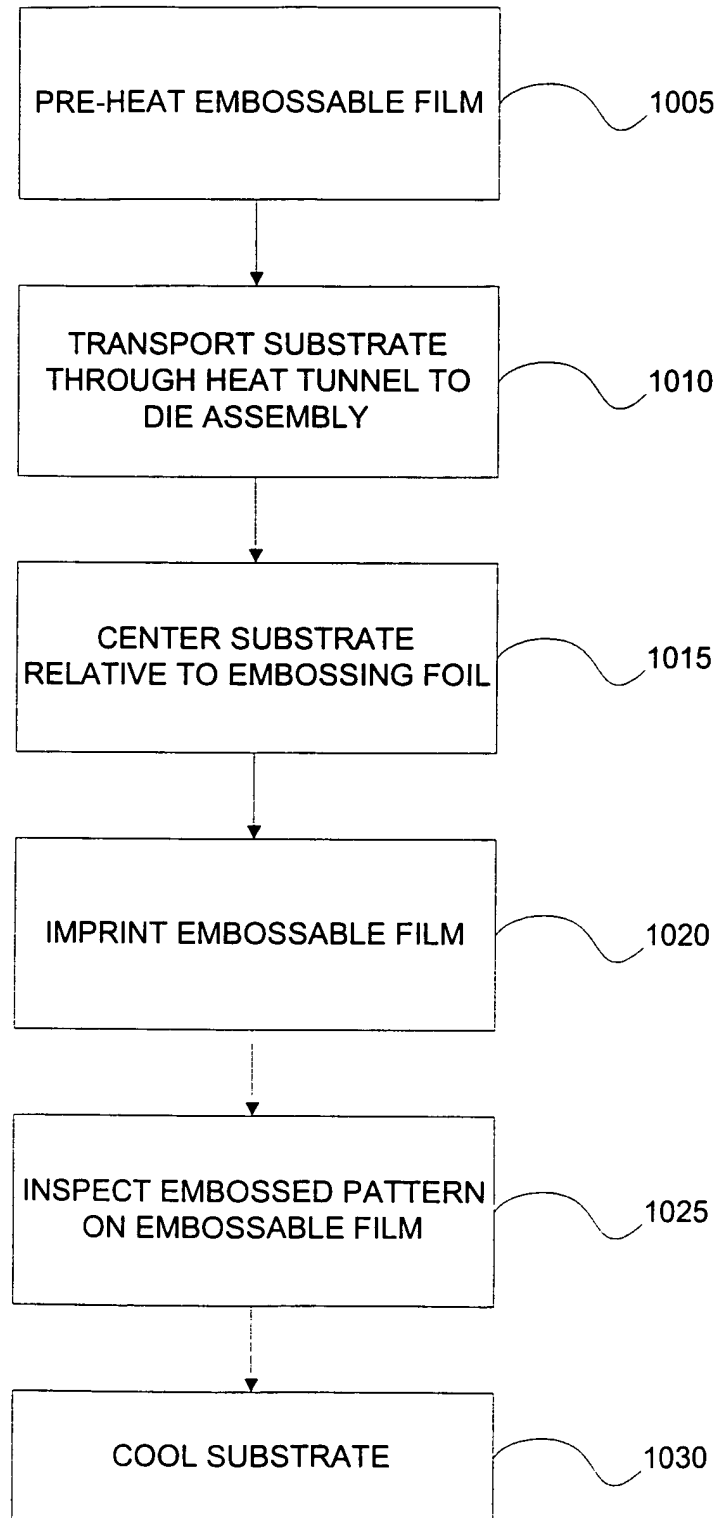 PRE-HEAT EMBOSSABLE FILM
1005
TRANSPORT SUBSTRATE
THROUGH HEAT TUNNEL TO
DIE ASSEMBLY
1010
CENTER SUBSTRATE
RELATIVE TO EMBOSSING FOIL
1015
IMPRINT EMBOSSABLE FILM
1020
INSPECT EMBOSSED PATTERN
ON EMBOSSABLE FILM
1025
COOL SUBSTRATE
1030